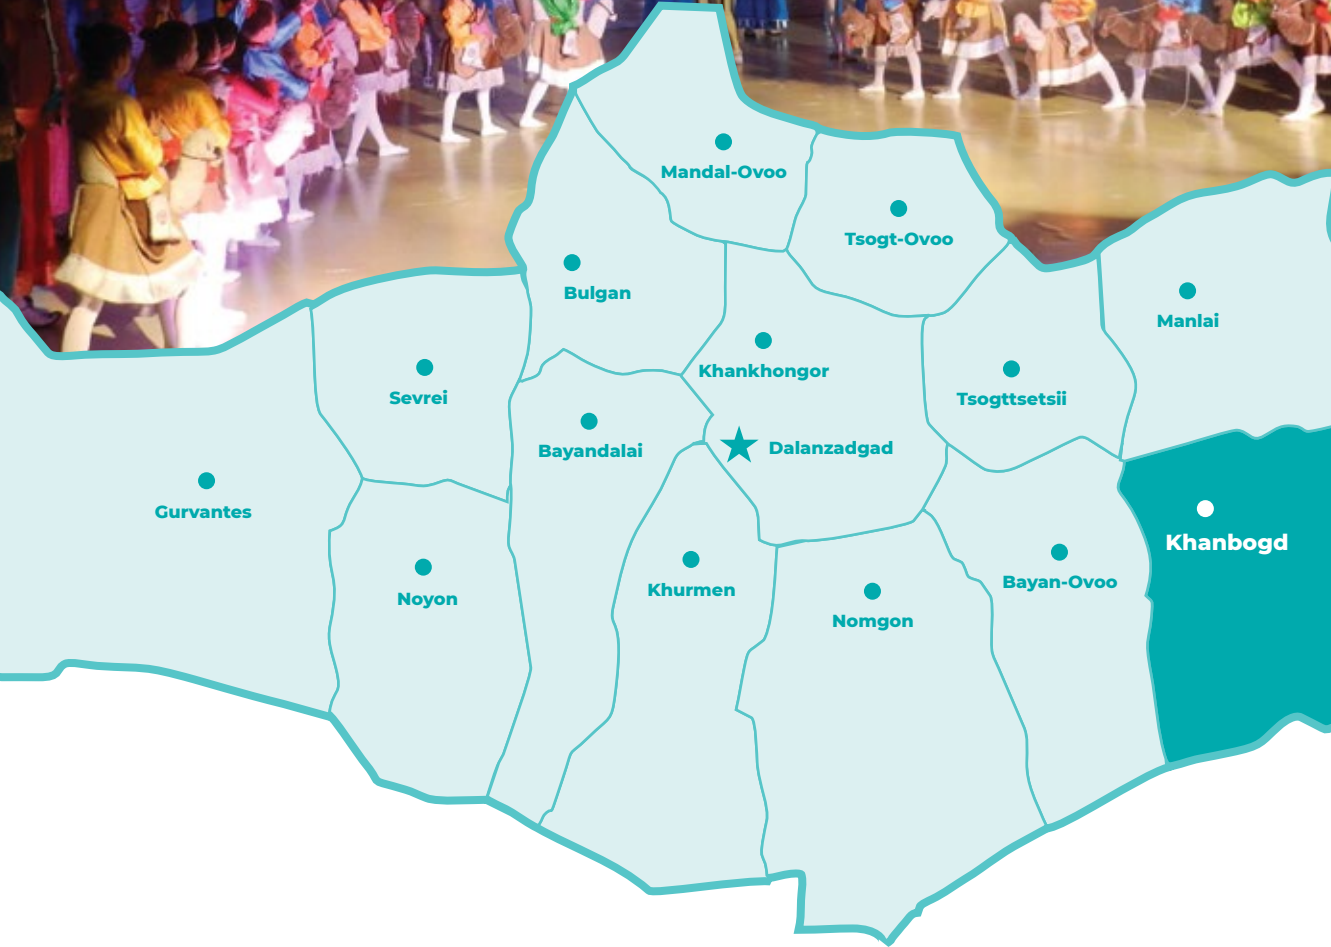 Mandal-Ovoo
Tsogt-Ovoo
Bulgan
Manlai
Khankhongor
Sevrei
Tsogttsetsii
Bayandalai
Dalanzadgad
Gurvantes
Khanbogd
Khurmen
Bayan-Ovoo
Noyon
Nomgon